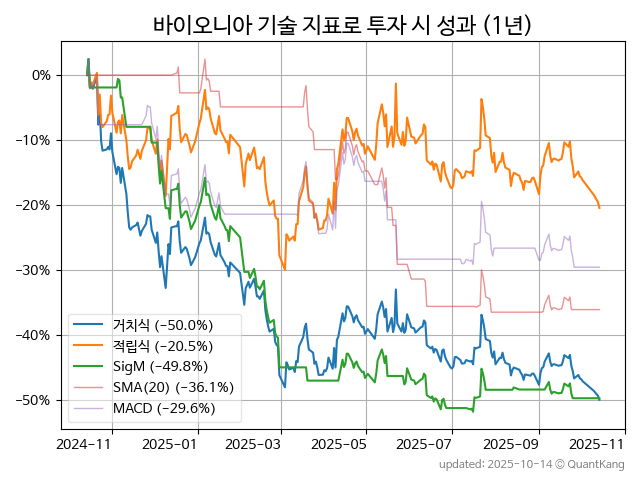 바이오니아 기술 지표로 투자 시 성과 (1년)
0%
−10%
−20%
−30%
−40%
−50%
거치식 (−50.0%)
적립식 (−20.5%)
SigM (−49.8%)
SMA(20) (−36.1%)
MACD (−29.6%)
2024−11 2025−01 2025−03 2025−05 2025−07 2025−09 2025−11
updated: 2025-10-14 © QuantKang